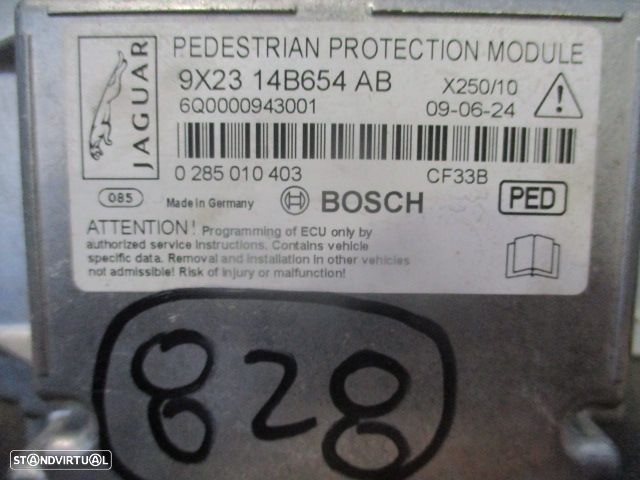 JAGUAR
PEDESTRIAN PROTECTION MODULE
9X23 14B654 AB
X250/10
6Q0000943001
09-06-24
0 285 010 403
CF33B
085
Made in Germany
BOSCH
PED
ATTENTION! Programming of ECU only by
authorized service instructions. Contains vehicle
specific data. Removal and installation in other vehicles
not admissible! Risk of injury or malfunction!
828
STANDVIRTUAL